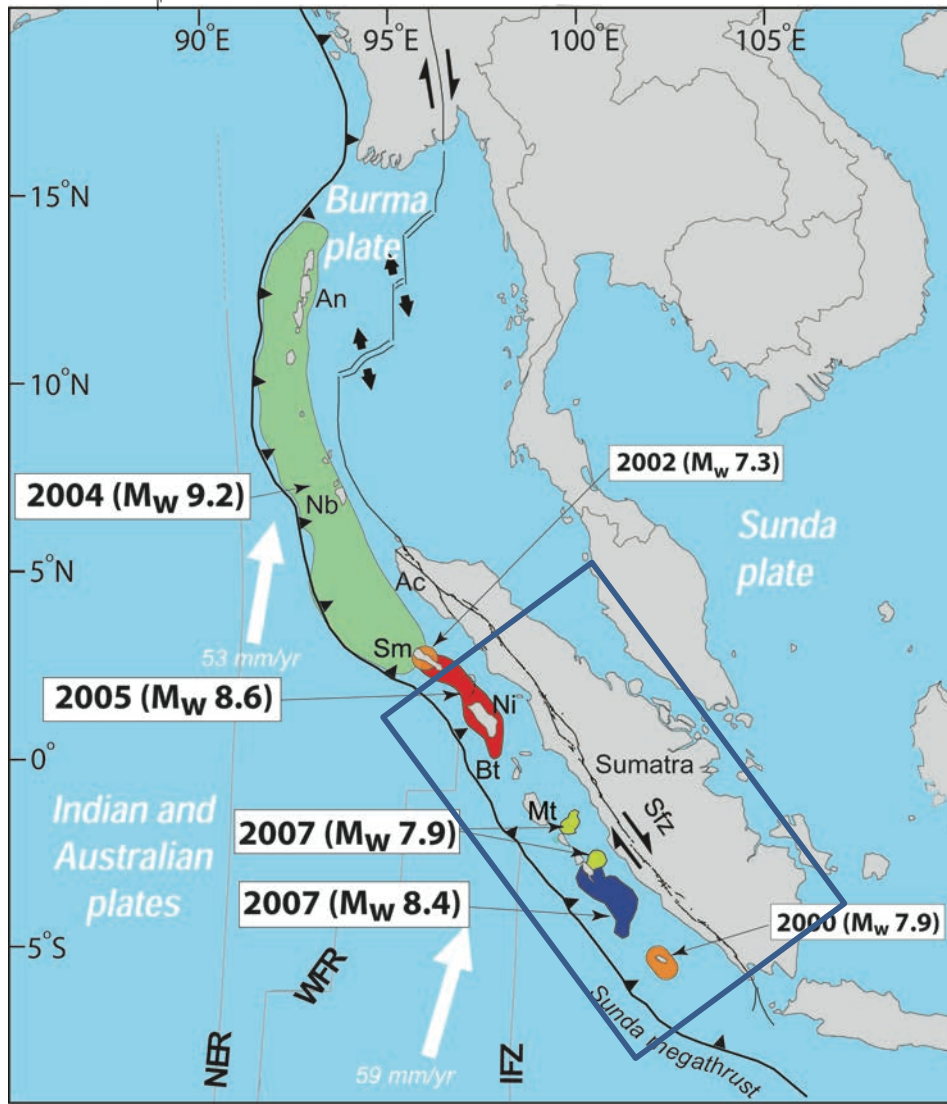 90°E 95°E 100°E 105°E
15°N
Burma
plate
An
10°N
2002 (Mw 7.3)
2004 (Mw 9.2)
Nb
Sunda
plate
5°N
Ac
53 mm/yr
Sm
2005 (Mw 8.6)
Ni
0°
Bt
Sumatra
Indian and
Australian
plates
Mt
Sfz
2007 (Mw 7.9)
2007 (Mw 8.4)
2000 (Mw 7.9)
5°S
WFR
Sunda megathrust
NER
59 mm/yr
IFZ